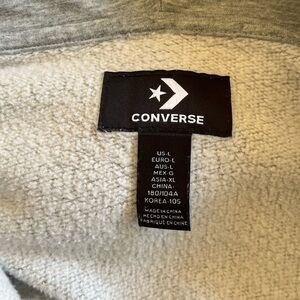 CONVERSE
US-L
EURO-L
AUS-L
MEX-G
ASIA-XL
CHINA-
180/104A
KOREA-105
MADE IN CHINA
HECHO EN CHINA
FABRIQUÉ EN CHINE